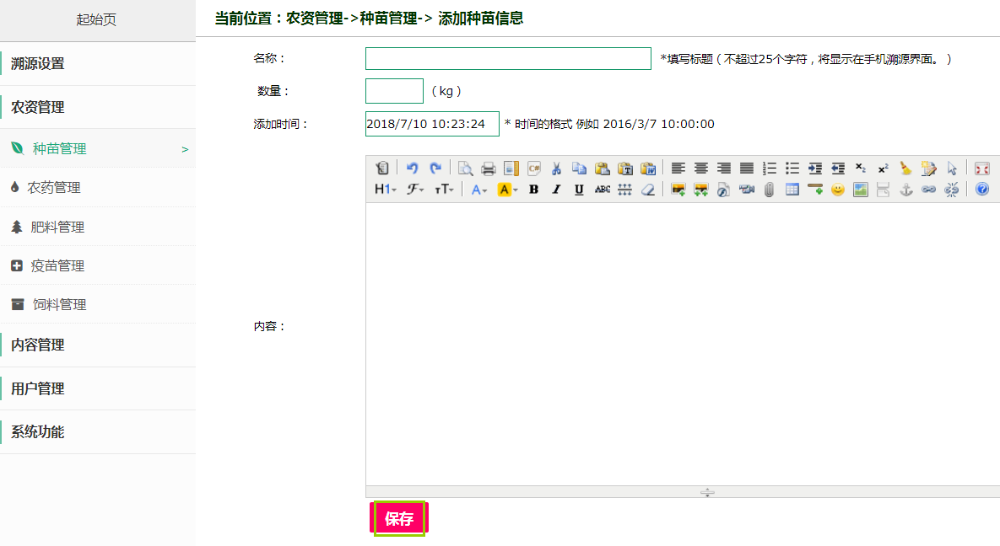 起始页
溯源设置
农资管理
种苗管理 >
农药管理
肥料管理
疫苗管理
饲料管理
内容管理
用户管理
系统功能
当前位置：农资管理->种苗管理-> 添加种苗信息
名称： *填写标题（不超过25个字符，将显示在手机溯源界面。）
数量： （kg）
添加时间： 2018/7/10 10:23:24 * 时间的格式 例如 2016/3/7 10:00:00
H1 F TT A A B I U ABC
内容：
保存